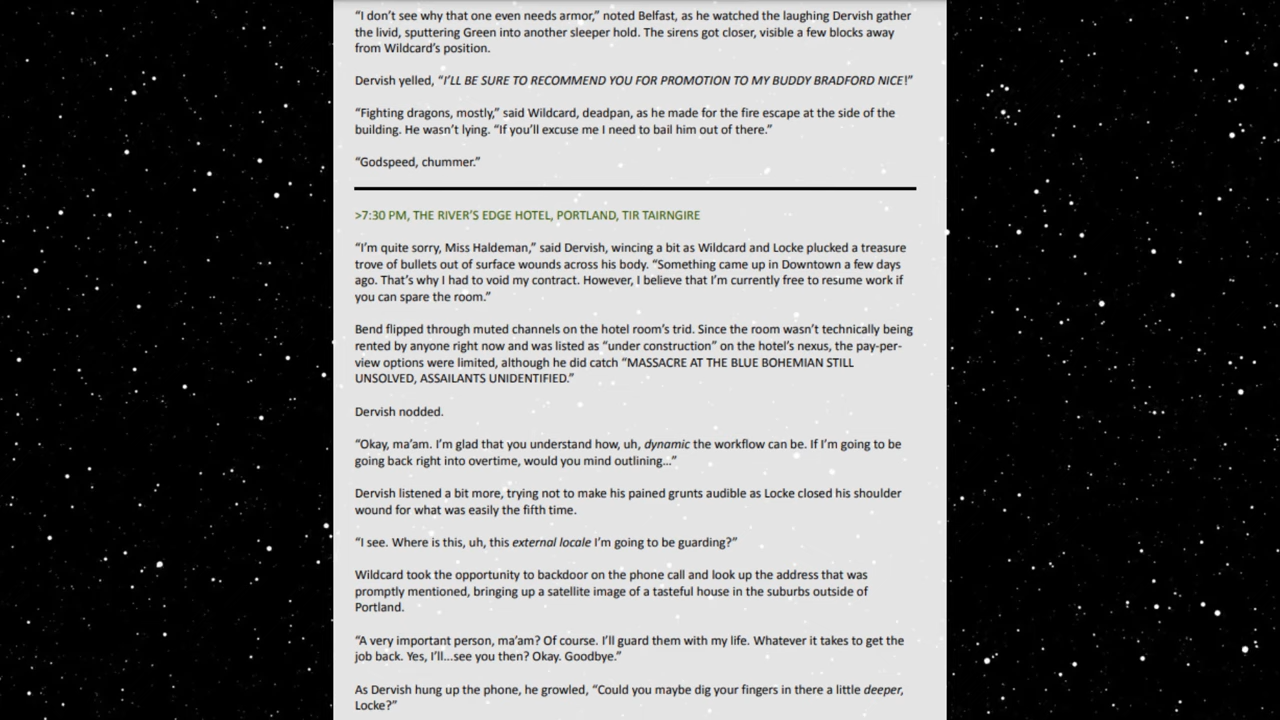 “I don’t see why that one even needs armor,” noted Belfast, as he watched the laughing Dervish gather
the livid, sputtering Green into another sleeper hold. The sirens got closer, visible a few blocks away
from Wildcard’s position.
Dervish yelled, “I’LL BE SURE TO RECOMMEND YOU FOR PROMOTION TO MY BUDDY BRADFORD NICE!”
“Fighting dragons, mostly,” said Wildcard, deadpan, as he made for the fire escape at the side of the
building. He wasn’t lying. “If you’ll excuse me I need to bail him out of there.”
“Godspeed, chummer.”
>7:30 PM, THE RIVER’S EDGE HOTEL, PORTLAND, TIR TAIRNGIRE
“I’m quite sorry, Miss Haldeman,” said Dervish, wincing a bit as Wildcard and Locke plucked a treasure
trove of bullets out of surface wounds across his body. “Something came up in Downtown a few days
ago. That’s why I had to void my contract. However, I believe that I’m currently free to resume work if
you can spare the room.”
Bend flipped through muted channels on the hotel room’s trid. Since the room wasn’t technically being
rented by anyone right now and was listed as “under construction” on the hotel’s nexus, the pay-per-
view options were limited, although he did catch “MASSACRE AT THE BLUE BOHEMIAN STILL
UNSOLVED, ASSAILANTS UNIDENTIFIED.”
Dervish nodded.
“Okay, ma’am. I’m glad that you understand how, uh, dynamic the workflow can be. If I’m going to be
going back right into overtime, would you mind outlining...”
Dervish listened a bit more, trying not to make his pained grunts audible as Locke closed his shoulder
wound for what was easily the fifth time.
“I see. Where is this, uh, this external locale I’m going to be guarding?”
Wildcard took the opportunity to backdoor on the phone call and look up the address that was
promptly mentioned, bringing up a satellite image of a tasteful house in the suburbs outside of
Portland.
“A very important person, ma’am? Of course. I’ll guard them with my life. Whatever it takes to get the
job back. Yes, I’ll...see you then? Okay. Goodbye.”
As Dervish hung up the phone, he growled, “Could you maybe dig your fingers in there a little deeper,
Locke?”